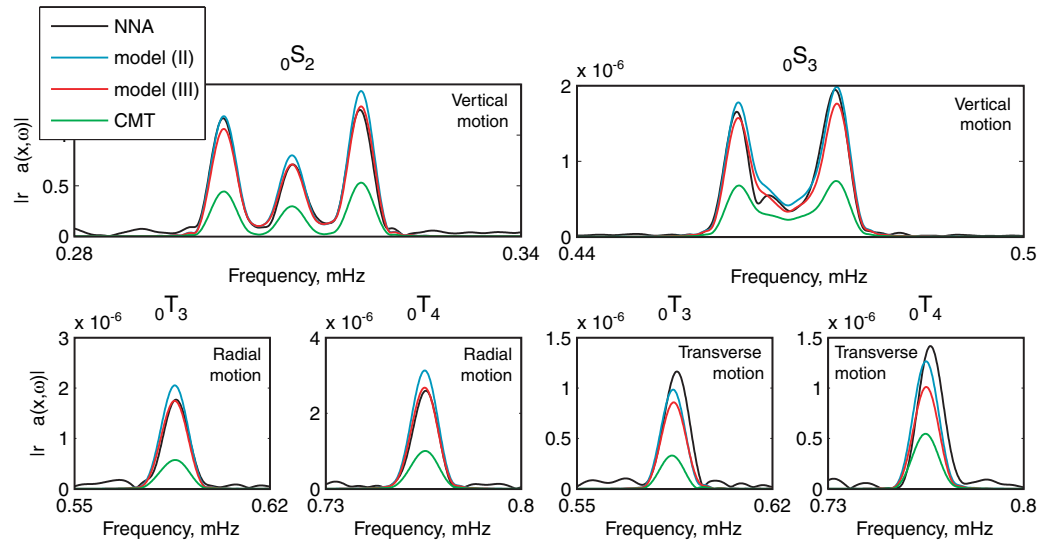 NNA
model (II)
model (III)
CMT
0S2
Vertical motion
0.5
0
0.28
0.34
Frequency, mHz
|r a(x,ω)|
0S3
x 10-6
Vertical motion
2
1
0
0.44
0.5
Frequency, mHz
0T3
x 10-6
Radial motion
3
2
1
0
0.55
0.62
Frequency, mHz
|r a(x,ω)|
0T4
x 10-6
Radial motion
4
2
0
0.73
0.8
Frequency, mHz
0T3
x 10-6
Transverse motion
1.5
1
0.5
0
0.55
0.62
Frequency, mHz
0T4
x 10-6
Transverse motion
1.5
1
0.5
0
0.73
0.8
Frequency, mHz